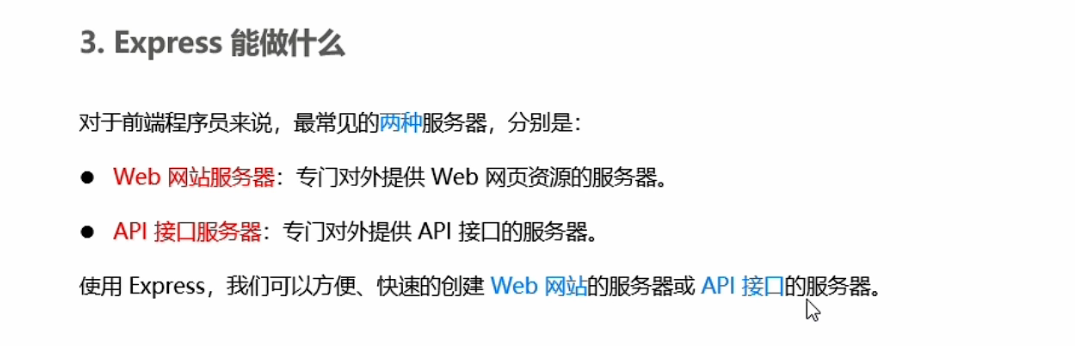 3. Express 能做什么
对于前端程序员来说，最常见的两种服务器，分别是：
● Web 网站服务器：专门对外提供 Web 网页资源的服务器。
● API 接口服务器：专门对外提供 API 接口的服务器。
使用 Express，我们可以方便、快速的创建 Web 网站的服务器或 API 接口的服务器。